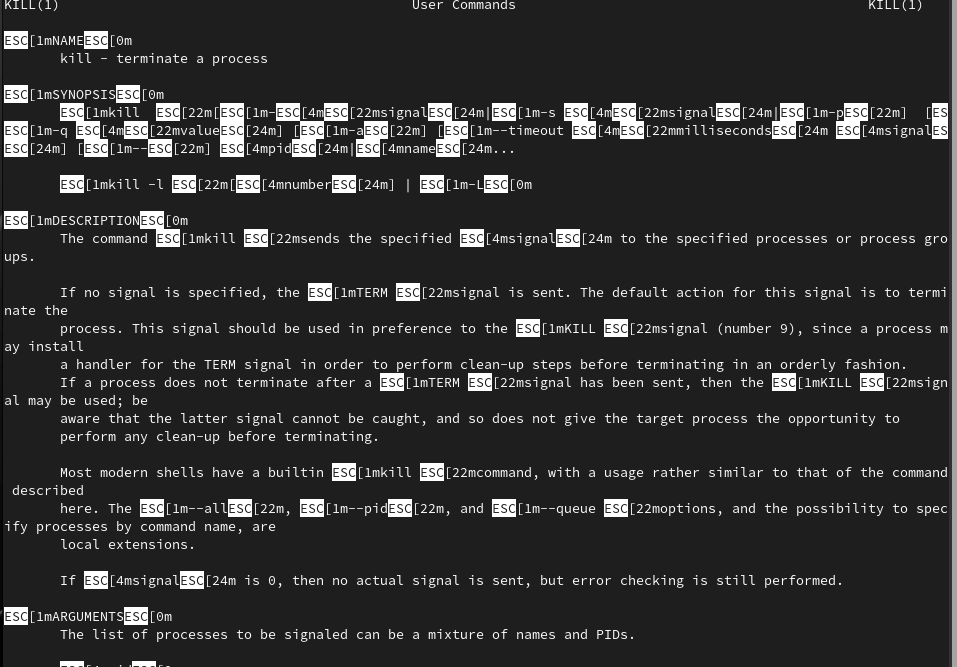 KILL(1) User Commands KILL(1)
ESC[1mNAMEESC[0m
kill - terminate a process
ESC[1mSYNOPSISESC[0m
ESC[1mkill ESC[22m[ESC[1m-ESC[4mESC[22msignalESC[24m|ESC[1m-s ESC[4mESC[22msignalESC[24m|ESC[1m-pESC[22m] [ES
ESC[1m-q ESC[4mESC[22mvalueESC[24m] [ESC[1m-aESC[22m] [ESC[1m--timeout ESC[4mESC[22mmillisecondsESC[24m ESC[4msignalES
ESC[24m] [ESC[1m--ESC[22m] ESC[4mpidESC[24m|ESC[4mnameESC[24m...
ESC[1mkill -l ESC[22m[ESC[4mnumberESC[24m] | ESC[1m-LESC[0m
ESC[1mDESCRIPTIONESC[0m
The command ESC[1mkill ESC[22msends the specified ESC[4msignalESC[24m to the specified processes or process gro
ups.
If no signal is specified, the ESC[1mTERM ESC[22msignal is sent. The default action for this signal is to termi
nate the
process. This signal should be used in preference to the ESC[1mKILL ESC[22msignal (number 9), since a process m
ay install
a handler for the TERM signal in order to perform clean-up steps before terminating in an orderly fashion.
If a process does not terminate after a ESC[1mTERM ESC[22msignal has been sent, then the ESC[1mKILL ESC[22msign
al may be used; be
aware that the latter signal cannot be caught, and so does not give the target process the opportunity to
perform any clean-up before terminating.
Most modern shells have a builtin ESC[1mkill ESC[22mcommand, with a usage rather similar to that of the command
described
here. The ESC[1m--allESC[22m, ESC[1m--pidESC[22m, and ESC[1m--queue ESC[22moptions, and the possibility to spec
ify processes by command name, are
local extensions.
If ESC[4msignalESC[24m is 0, then no actual signal is sent, but error checking is still performed.
ESC[1mARGUMENTSESC[0m
The list of processes to be signaled can be a mixture of names and PIDs.